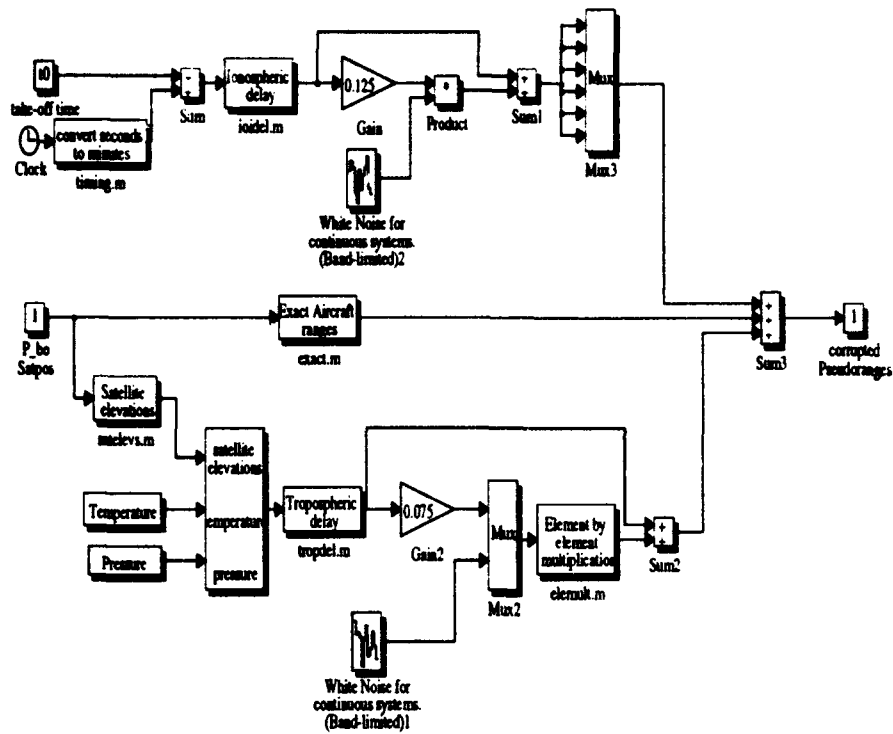 t0
take-off time
Clock
convert seconds
to minutes
timing.m
Sum
Ionospheric
delay
iondel.m
0.125
Gain
Product
Sum1
Mux
Mux3
White Noise for
continuous systems.
(Band-limited)2
1
Satpos
Exact Aircraft
ranges
exact.m
Sum3
1
corrupted
Pseudoranges
Satellite
elevations
satelevs.m
Temperature
Pressure
satellite
elevations
emperature
pressure
Tropospheric
delay
tropdel.m
0.075
Gain2
Mux
Mux2
Element by
element
multiplication
elemult.m
Sum2
White Noise for
continuous systems.
(Band-limited)1